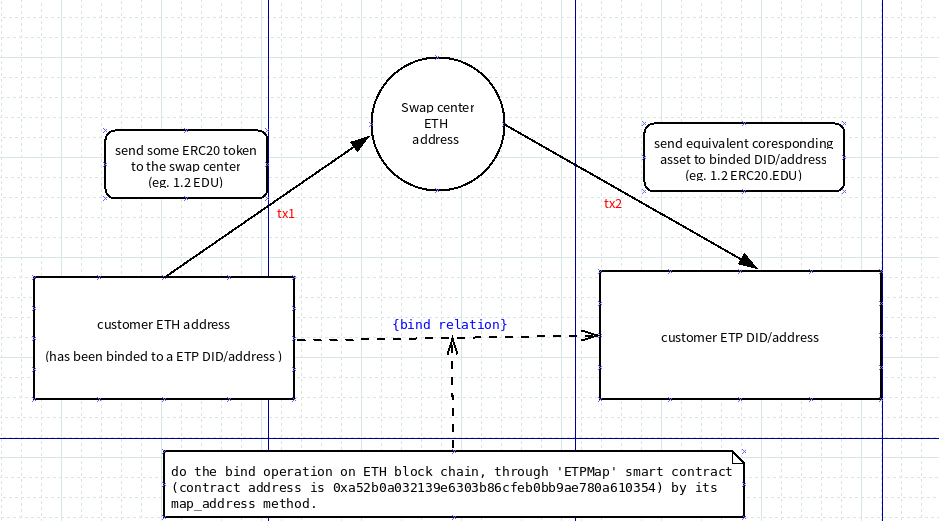 Swap center
ETH
address
send some ERC20 token
to the swap center
(eg. 1.2 EDU)
send equivalent coresponding
asset to binded DID/address
(eg. 1.2 ERC20.EDU)
tx1
tx2
customer ETH address
(has been binded to a ETP DID/address )
{bind relation}
customer ETP DID/address
do the bind operation on ETH block chain, through 'ETPMap' smart contract
(contract address is 0xa52b0a032139e6303b86cfeb0bb9ae780a610354) by its
map_address method.